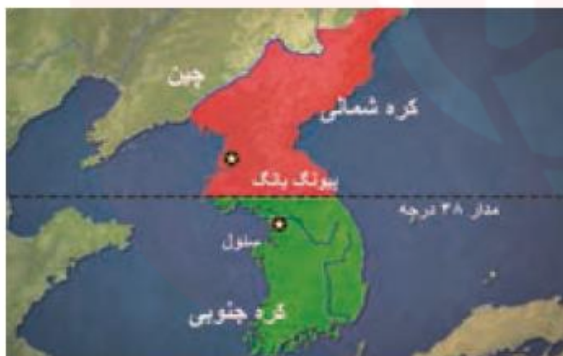 چین
کره شمالی
پیونگ یانگ
مدار ۳۸ درجه
سئول
کره جنوبی